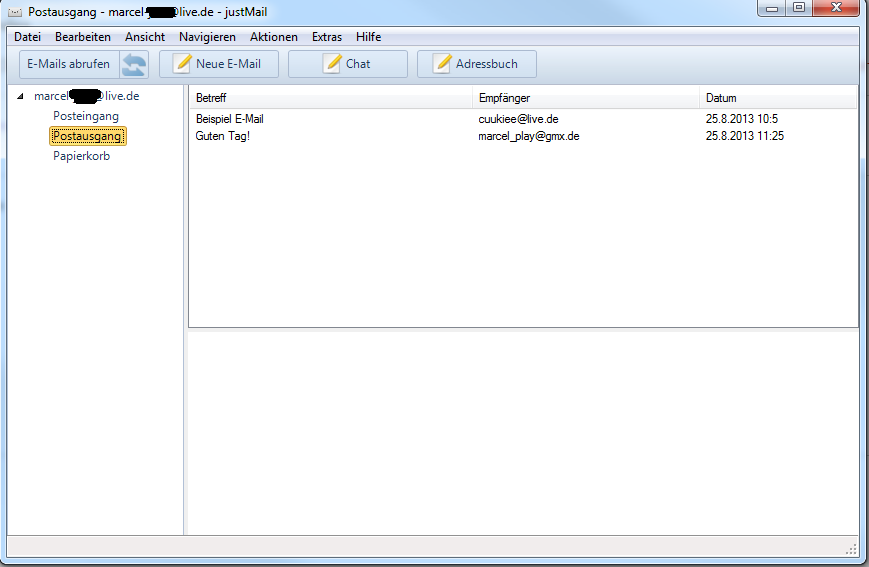 Postausgang - marcel- @live.de - justMail
Datei Bearbeiten Ansicht Navigieren Aktionen Extras Hilfe
E-Mails abrufen Neue E-Mail Chat Adressbuch
marcel- @live.de
Posteingang
Postausgang
Papierkorb
Betreff Empfänger Datum
Beispiel E-Mail cuukiee@live.de 25.8.2013 10:5
Guten Tag! marcel_play@gmx.de 25.8.2013 11:25